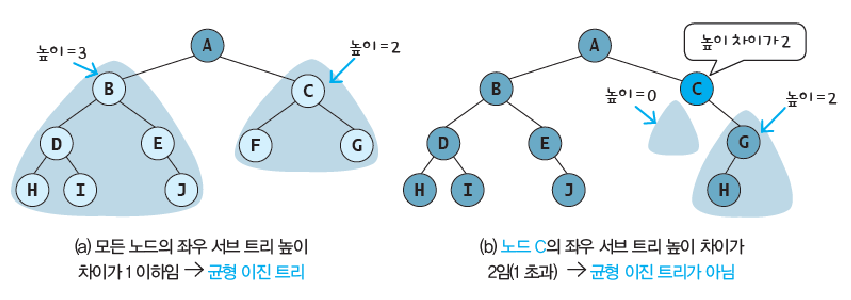 높이=3
A
높이=2
B
C
D
E
F
G
H
I
J
(a) 모든 노드의 좌우 서브 트리 높이
차이가 1 이하임 → 균형 이진 트리
높이 차이가 2
A
B
C
높이=0
높이=2
D
E
G
H
I
J
H
(b) 노드 C의 좌우 서브 트리 높이 차이가
2임(1 초과) → 균형 이진 트리가 아님